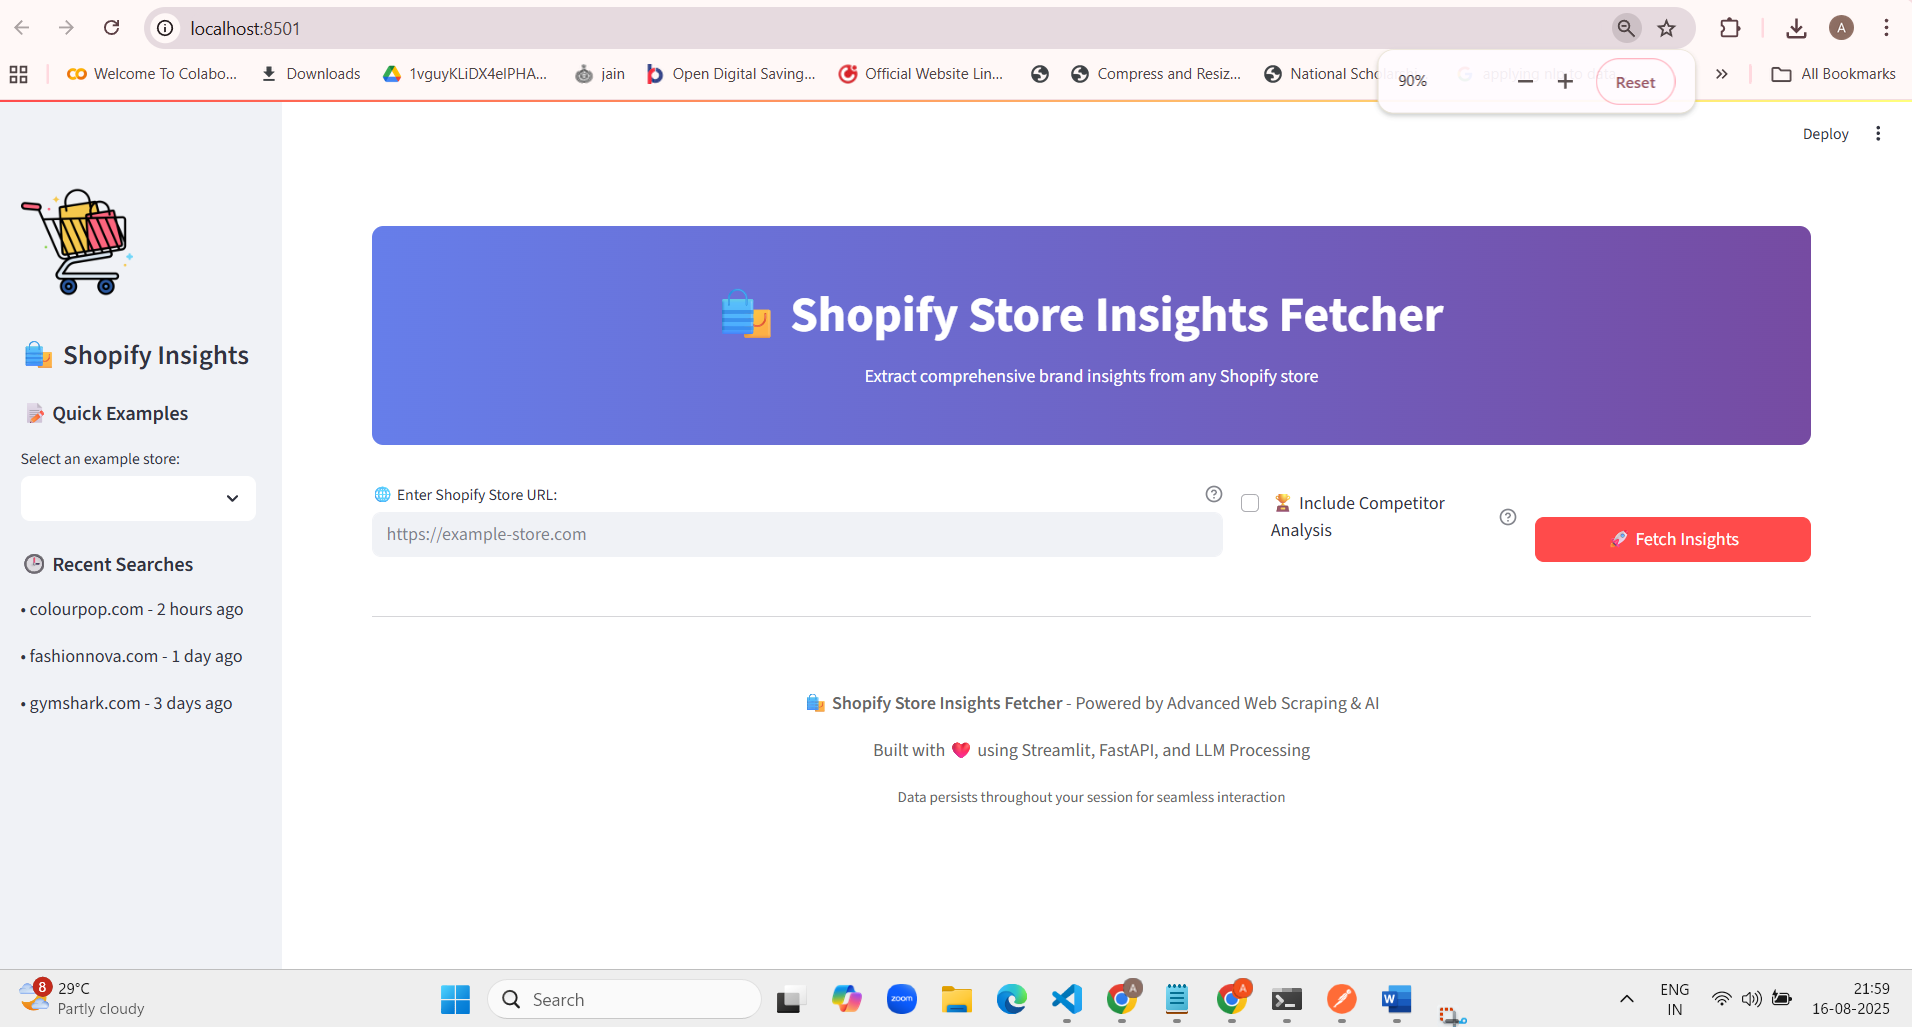 localhost:8501
Welcome To Colabo...
Downloads
1vguyKLiDX4elPHA...
jain
Open Digital Saving...
Official Website Lin...
Compress and Resiz...
National Scho
90%
Reset
All Bookmarks
Deploy
Shopify Insights
Quick Examples
Select an example store:
Recent Searches
• colourpop.com - 2 hours ago
• fashionnova.com - 1 day ago
• gymshark.com - 3 days ago
Shopify Store Insights Fetcher
Extract comprehensive brand insights from any Shopify store
Enter Shopify Store URL:
https://example-store.com
Include Competitor
Analysis
Fetch Insights
Shopify Store Insights Fetcher - Powered by Advanced Web Scraping & AI
Built with ❤️ using Streamlit, FastAPI, and LLM Processing
Data persists throughout your session for seamless interaction
8
29°C
Partly cloudy
Search
zoom
ENG
IN
21:59
16-08-2025